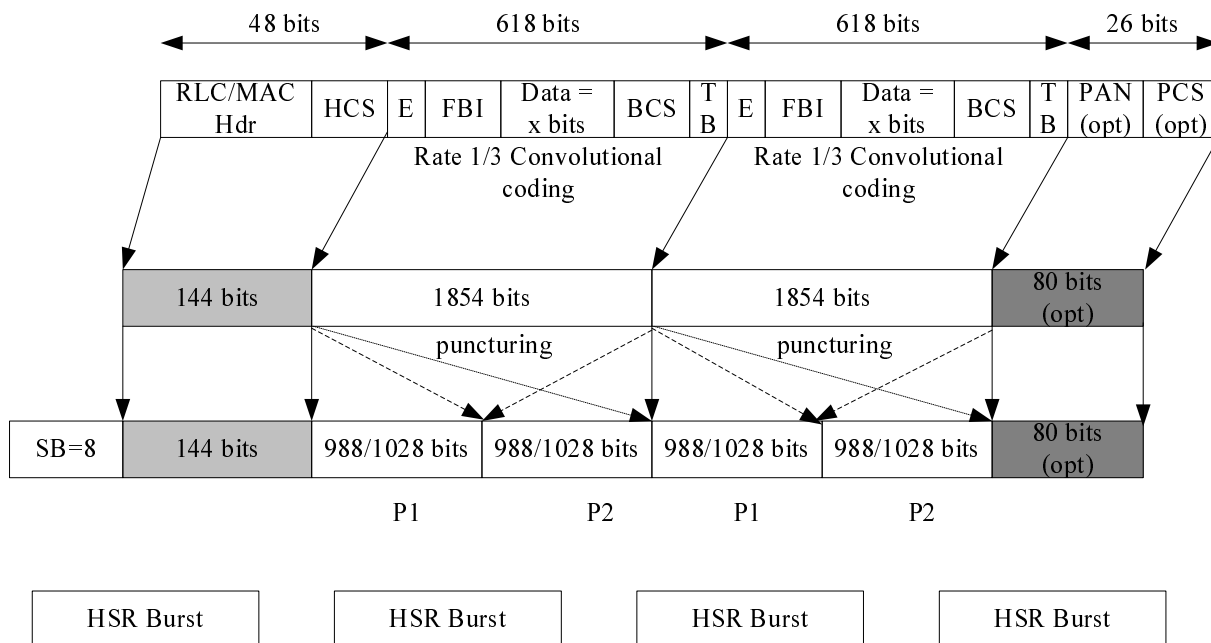 48 bits
618 bits
618 bits
26 bits
RLC/MAC
Hdr
HCS
E
FBI
Data =
x bits
BCS
T
B
E
FBI
Data =
x bits
BCS
T
B
PAN
(opt)
PCS
(opt)
Rate 1/3 Convolutional
coding
Rate 1/3 Convolutional
coding
144 bits
1854 bits
1854 bits
80 bits
(opt)
puncturing
puncturing
SB=8
144 bits
988/1028 bits
988/1028 bits
988/1028 bits
988/1028 bits
80 bits
(opt)
P1
P2
P1
P2
HSR Burst
HSR Burst
HSR Burst
HSR Burst